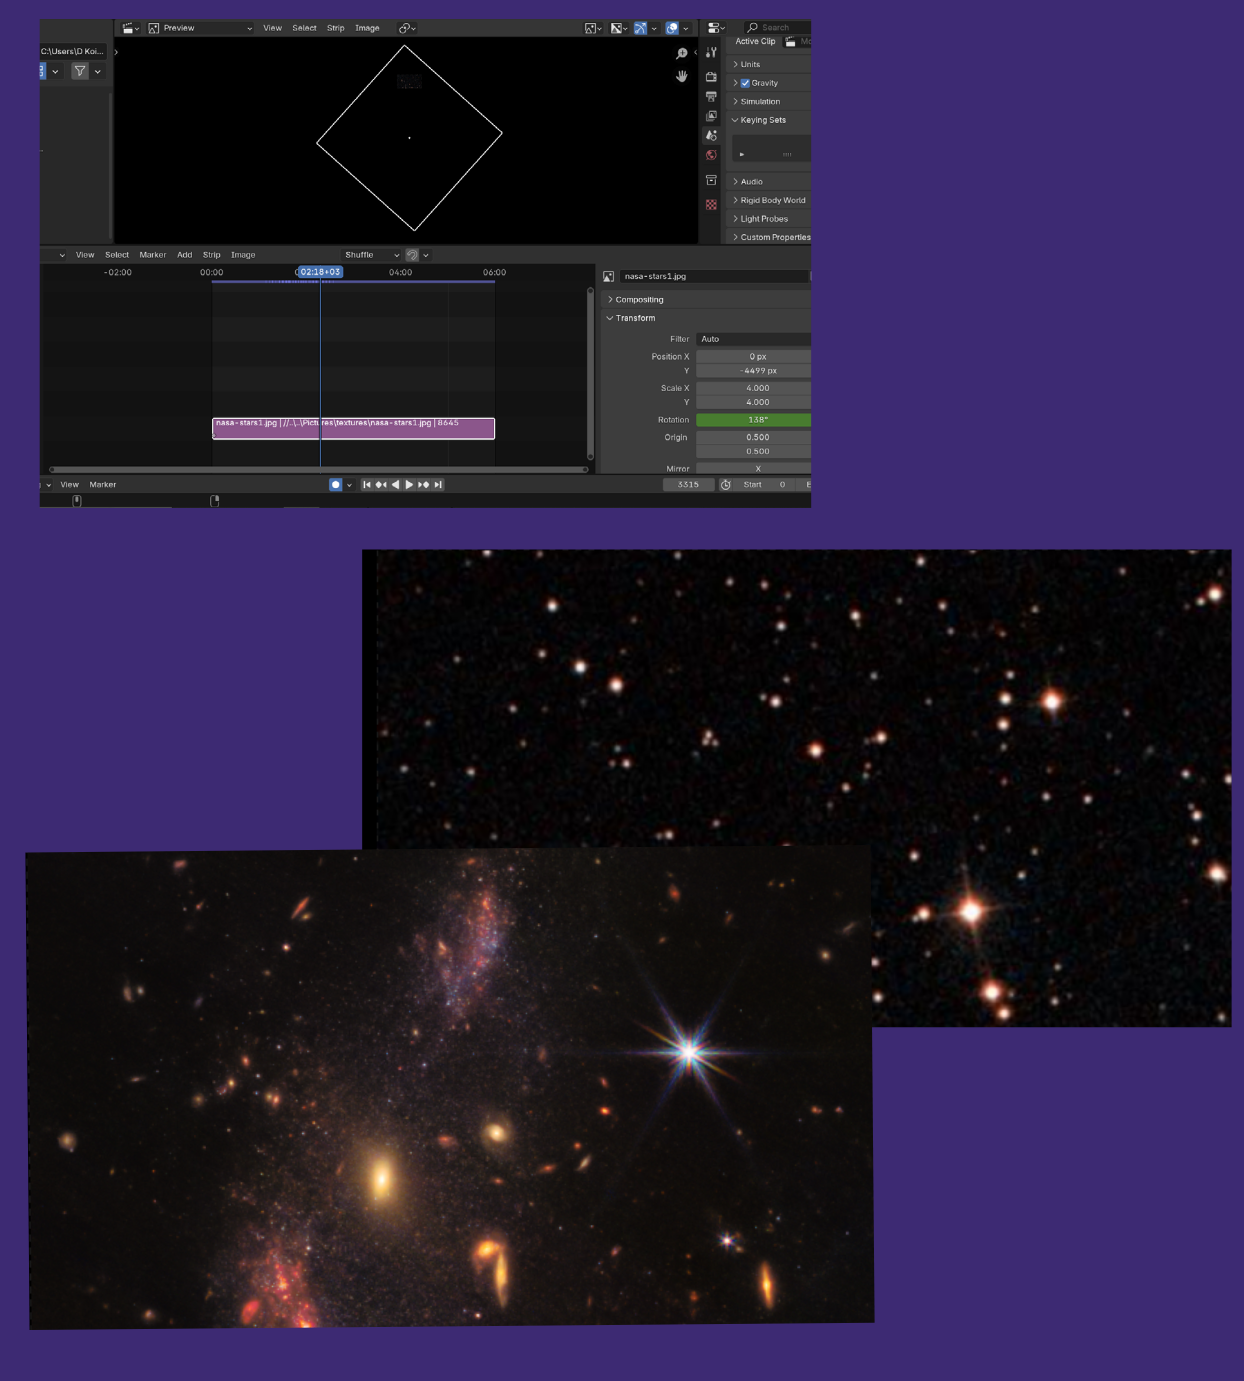 Preview View Select Strip Image Search
C:\Users\D Koi... Active Clip
Units
Gravity
Simulation
Keying Sets
Audio
Rigid Body World
Light Probes
Custom Properties
View Select Marker Add Strip Image Shuffle
-02:00 00:00 02:18+03 04:00 06:00
nasa-stars1.jpg
Compositing
Transform
Filter Auto
Position X 0 px
Y -4499 px
Scale X 4.000
Y 4.000
nasa-stars1.jpg | //..\..\Pictures\textures\nasa-stars1.jpg | 8645
Rotation 138°
Origin 0.500
0.500
Mirror X
View Marker 3315 Start 0